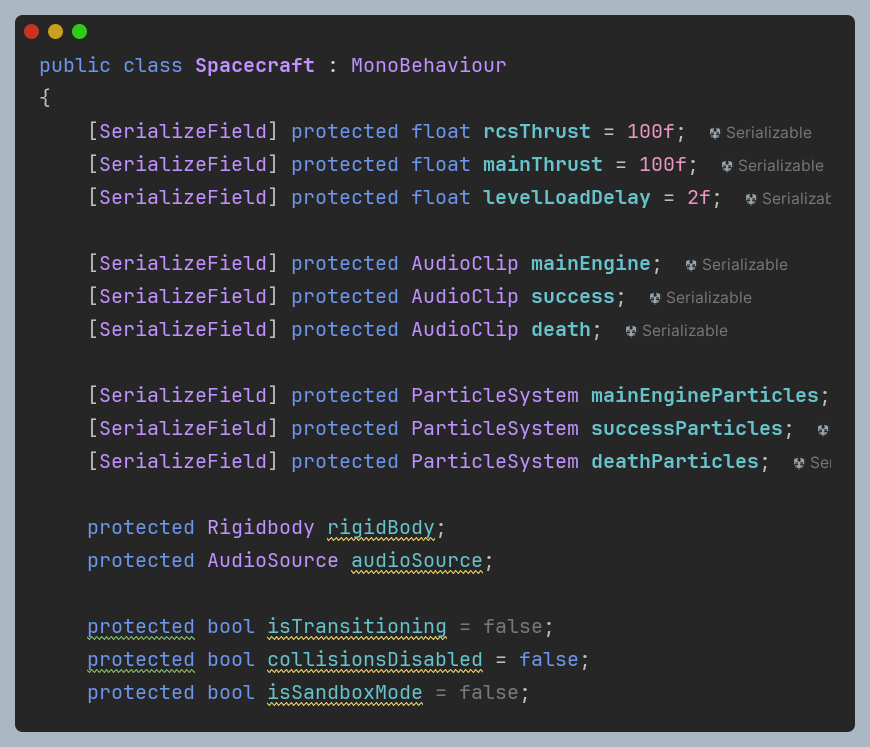 public class Spacecraft : MonoBehaviour
{
[SerializeField] protected float rcsThrust = 100f; Serializable
[SerializeField] protected float mainThrust = 100f; Serializable
[SerializeField] protected float levelLoadDelay = 2f; Serializab
[SerializeField] protected AudioClip mainEngine; Serializable
[SerializeField] protected AudioClip success; Serializable
[SerializeField] protected AudioClip death; Serializable
[SerializeField] protected ParticleSystem mainEngineParticles;
[SerializeField] protected ParticleSystem successParticles;
[SerializeField] protected ParticleSystem deathParticles; Ser
protected Rigidbody rigidBody;
protected AudioSource audioSource;
protected bool isTransitioning = false;
protected bool collisionsDisabled = false;
protected bool isSandboxMode = false;